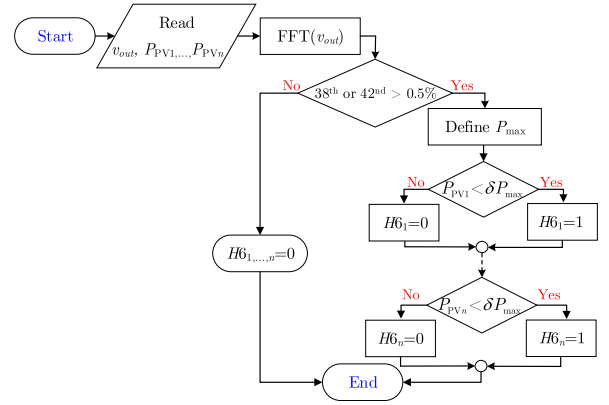 Start
Read
v_out, P_PV1,...,P_PVn
FFT(v_out)
38th or 42nd > 0.5%
No
Yes
Define P_max
P_PV1<δP_max
No
Yes
H6_1=0
H6_1=1
H6_1,...,n=0
P_PVn<δP_max
No
Yes
H6_n=0
H6_n=1
End